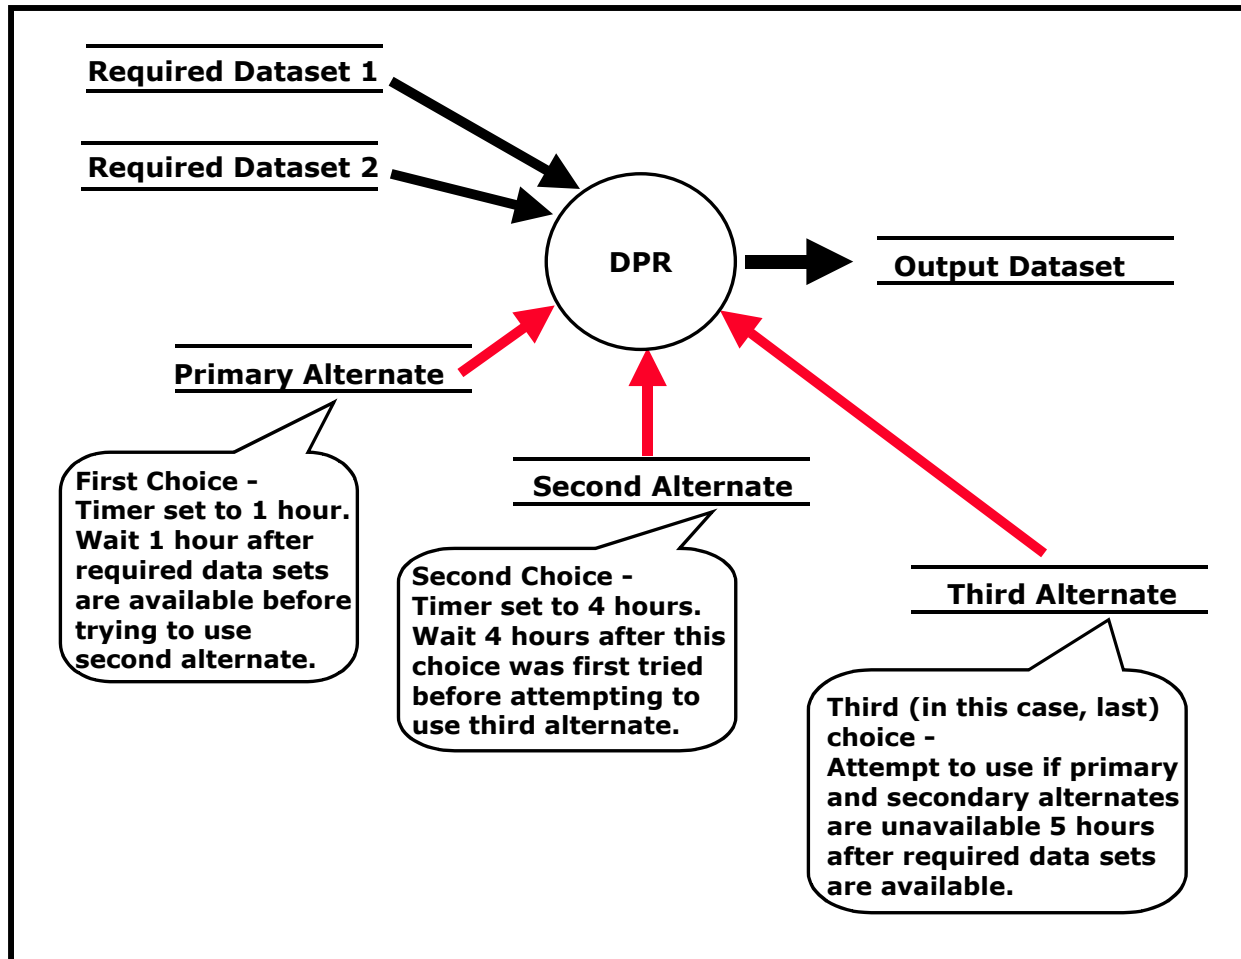 Required Dataset 1
Required Dataset 2
DPR
Output Dataset
Primary Alternate
First Choice -
Timer set to 1 hour.
Wait 1 hour after
required data sets
are available before
trying to use
second alternate.
Second Alternate
Second Choice -
Timer set to 4 hours.
Wait 4 hours after this
choice was first tried
before attempting to
use third alternate.
Third Alternate
Third (in this case, last)
choice -
Attempt to use if primary
and secondary alternates
are unavailable 5 hours
after required data sets
are available.